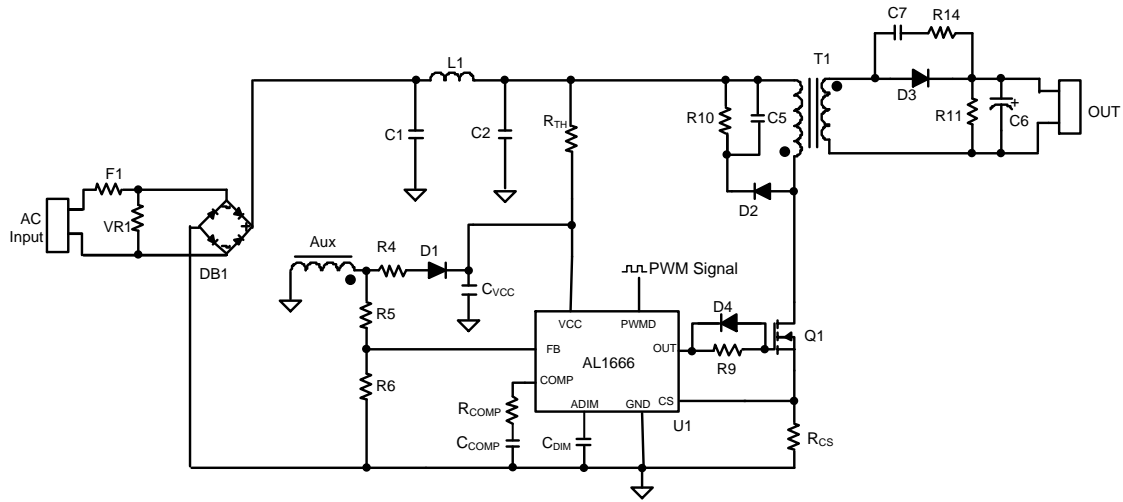 C7
R14
T1
L1
D3
R10
C5
R11
+
C6
OUT
C1
C2
RTH
F1
D2
AC
Input
VR1
+
DB1
Aux
R4
D1
PWM Signal
CVCC
R5
D4
VCC
PWMD
Q1
FB
OUT
AL1666
R9
R6
COMP
ADIM
GND
CS
RCOMP
U1
RCS
CCOMP
CDIM